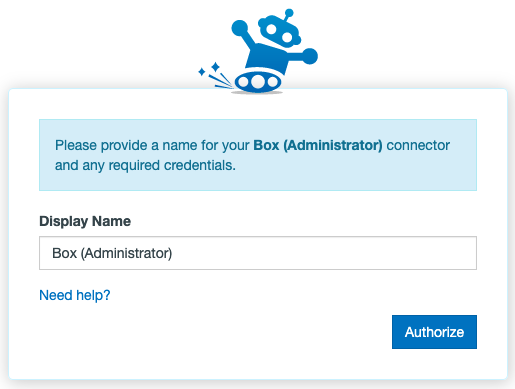 Please provide a name for your Box (Administrator) connector
and any required credentials.
Display Name
Box (Administrator)
Need help?
Authorize